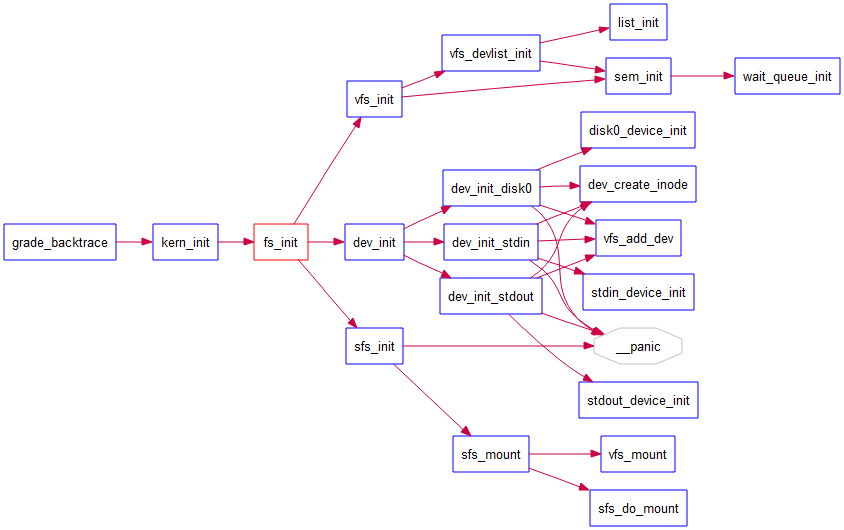 list_init
vfs_devlist_init
sem_init
wait_queue_init
vfs_init
disk0_device_init
dev_init_disk0
dev_create_inode
grade_backtrace
kern_init
fs_init
dev_init
dev_init_stdin
vfs_add_dev
dev_init_stdout
stdin_device_init
sfs_init
__panic
stdout_device_init
sfs_mount
vfs_mount
sfs_do_mount